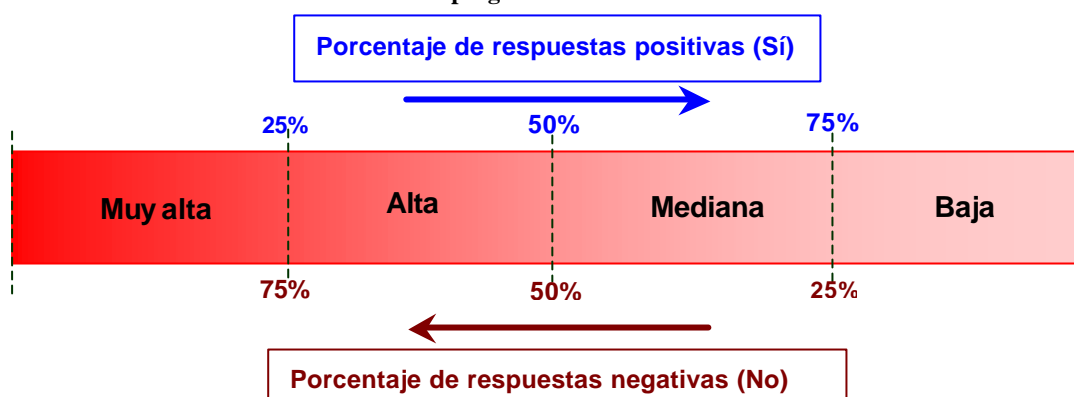 Porcentaje de respuestas positivas (Sí)
25% 50% 75%
Muy alta Alta Mediana Baja
75% 50% 25%
Porcentaje de respuestas negativas (No)